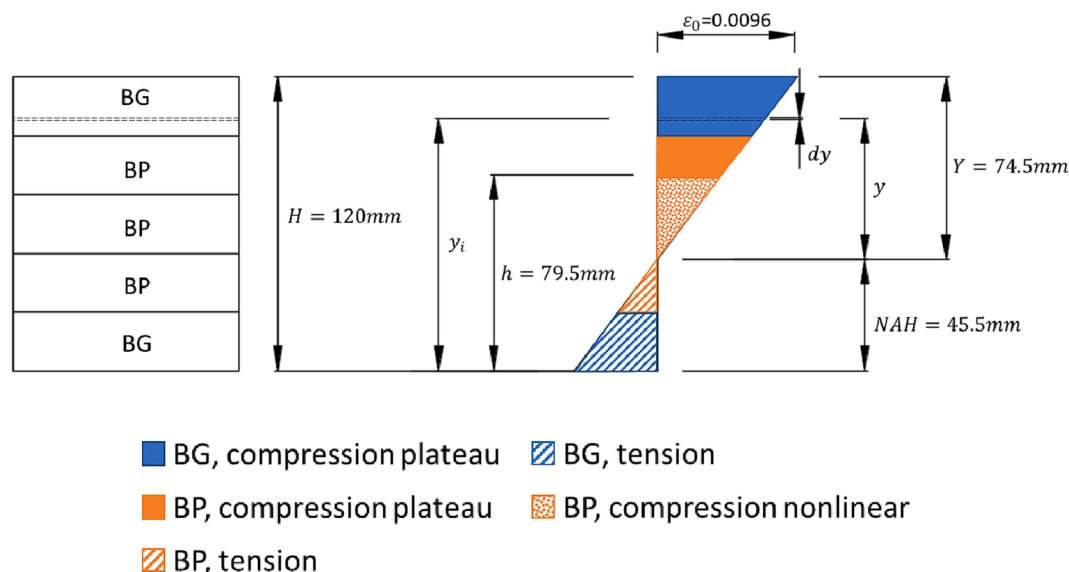 ε₀=0.0096
BG
BP
BP
BP
BG
H = 120mm
yᵢ
h = 79.5mm
dy
y
Y = 74.5mm
NAH = 45.5mm
BG, compression plateau
BG, tension
BP, compression plateau
BP, compression nonlinear
BP, tension